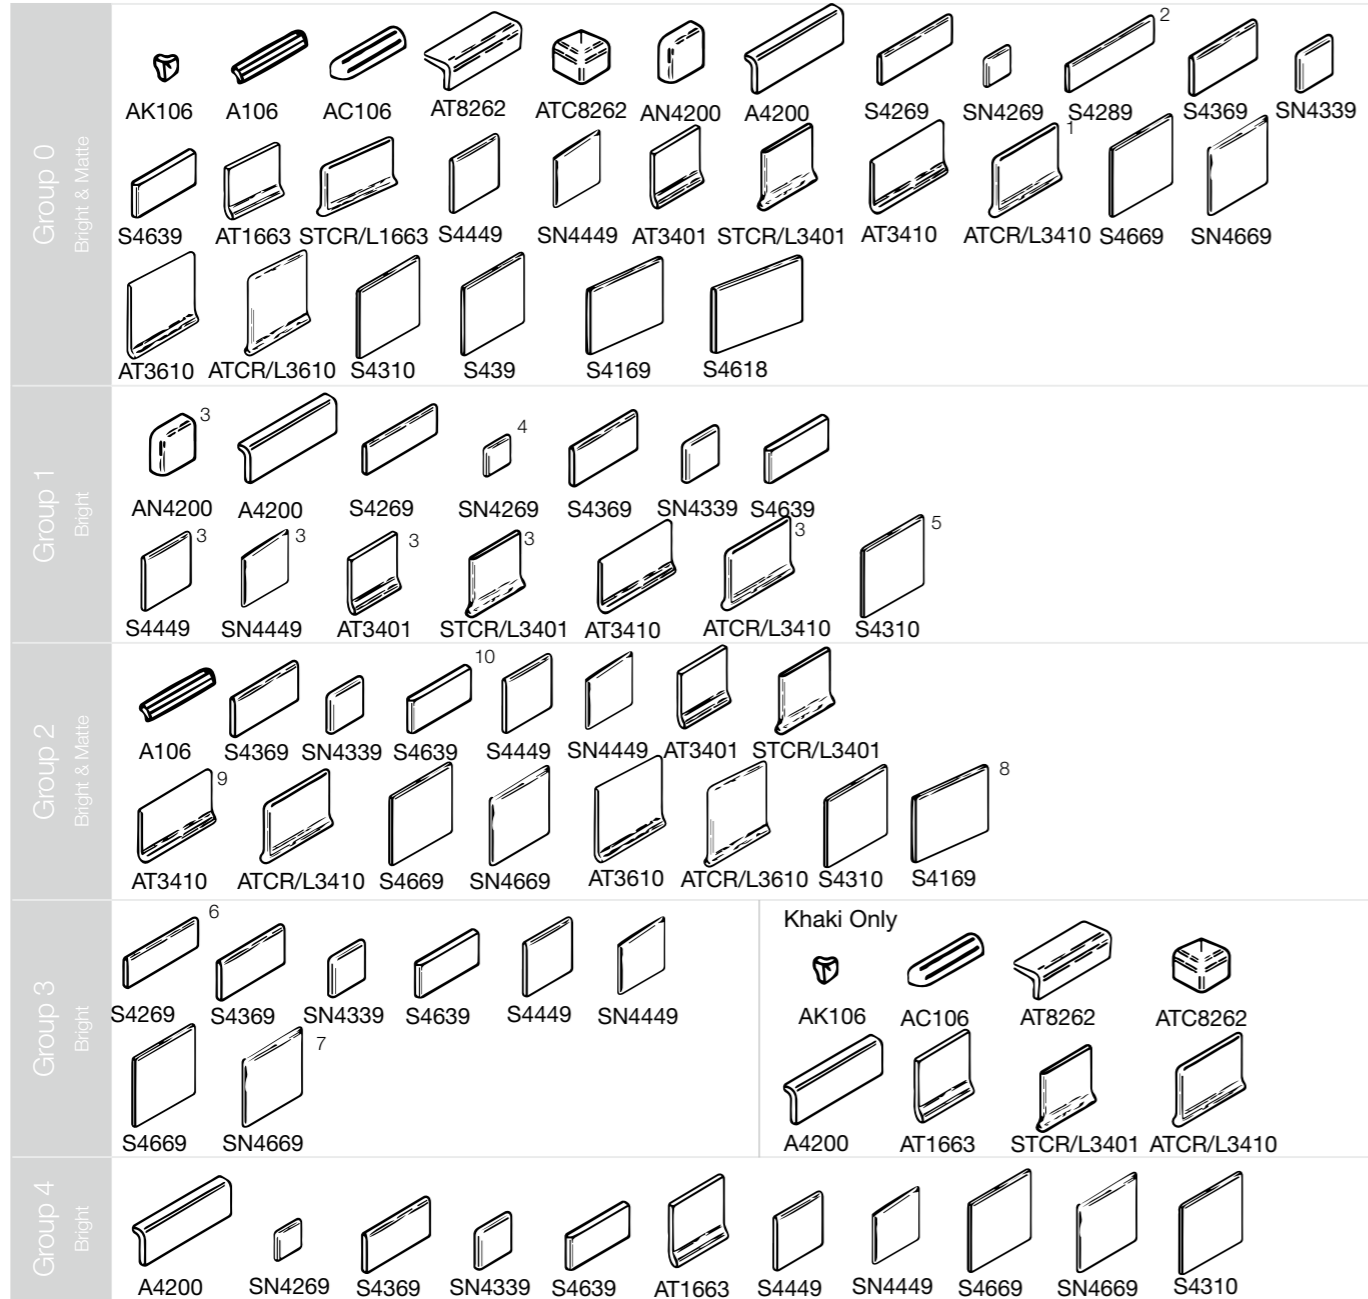 Group 0
Bright & Matte
2
AK106 A106 AC106 AT8262 ATC8262 AN4200 A4200 S4269 SN4269 S4289 S4369 SN4339
1
S4639 AT1663 STCR/L1663 S4449 SN4449 AT3401 STCR/L3401 AT3410 ATCR/L3410 S4669 SN4669
AT3610 ATCR/L3610 S4310 S439 S4169 S4618
Group 1
Bright
3 4
AN4200 A4200 S4269 SN4269 S4369 SN4339 S4639
3 3 3 3 3 5
S4449 SN4449 AT3401 STCR/L3401 AT3410 ATCR/L3410 S4310
Group 2
Bright & Matte
10
A106 S4369 SN4339 S4639 S4449 SN4449 AT3401 STCR/L3401
9 8
AT3410 ATCR/L3410 S4669 SN4669 AT3610 ATCR/L3610 S4310 S4169
Group 3
Bright
6
S4269 S4369 SN4339 S4639 S4449 SN4449
7
S4669 SN4669
Khaki Only
AK106 AC106 AT8262 ATC8262
A4200 AT1663 STCR/L3401 ATCR/L3410
Group 4
Bright
A4200 SN4269 S4369 SN4339 S4639 AT1663 S4449 SN4449 S4669 SN4669 S4310